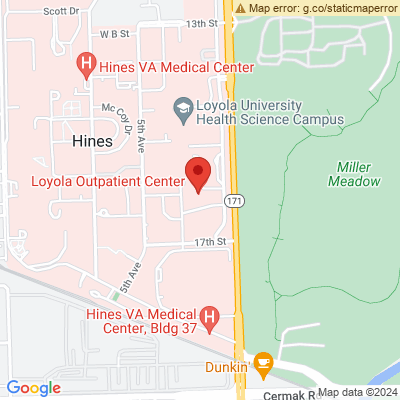 Scott Dr
Map error: g.co/staticmaperror
13th St
W B St
H
Hines VA Medical Center
Mc Coy Dr
5th Ave
Loyola University
Health Science Campus
Hines
Miller
Meadow
Loyola Outpatient Center
171
17th St
5th Ave
Hines VA Medical
Center, Bldg 37
H
Dunkin'
Google
Cermak R
Map data ©2024